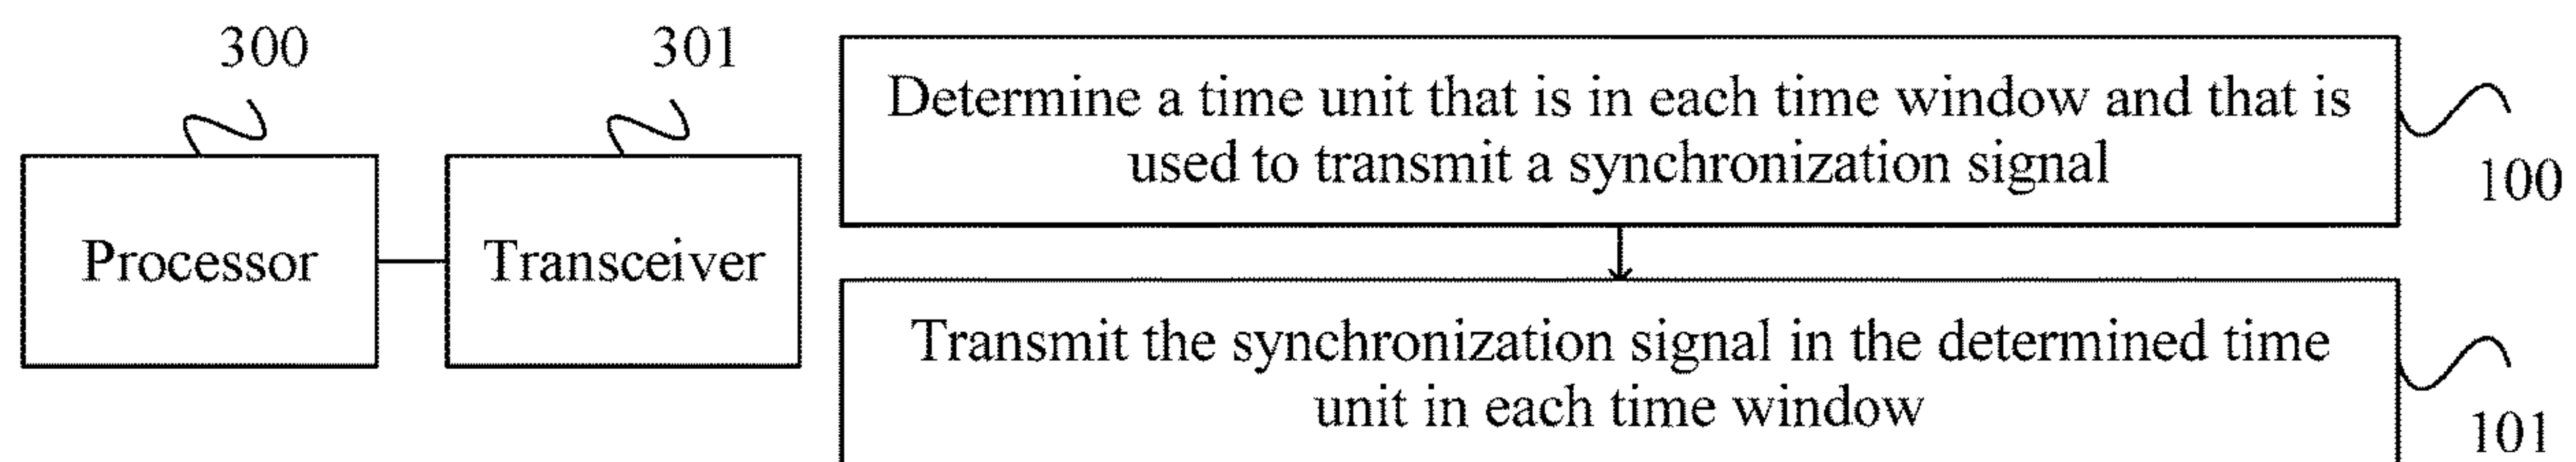 300
301
Processor
Transceiver
Determine a time unit that is in each time window and that is
used to transmit a synchronization signal
100
Transmit the synchronization signal in the determined time
unit in each time window
101